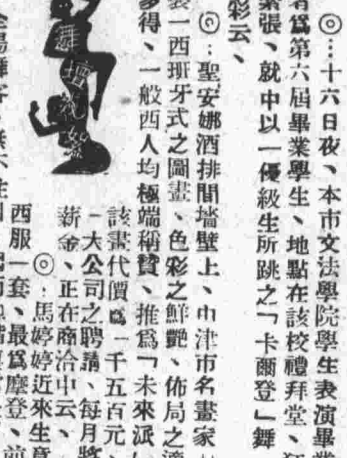 ◎…十六日夜、本市文法學院學生表演畢業
者爲第六屆畢業學生、地點在該校禮拜堂、
緊張、就中以一優級生所跳之「卡爾登」舞
彩云、
◎：聖安娜酒排間墻壁上、由津市名畫家
裝一西班牙式之圖畫、色彩之鮮艷、佈局之
多得、一般西人均極端稱贊、推爲「未來派
該畫代價爲一千五百元、
一大公司之聘請、每月將
薪金、正在商洽中云、
◎：馬婷婷近來生意
西服一套、最爲摩登、前
舞壇